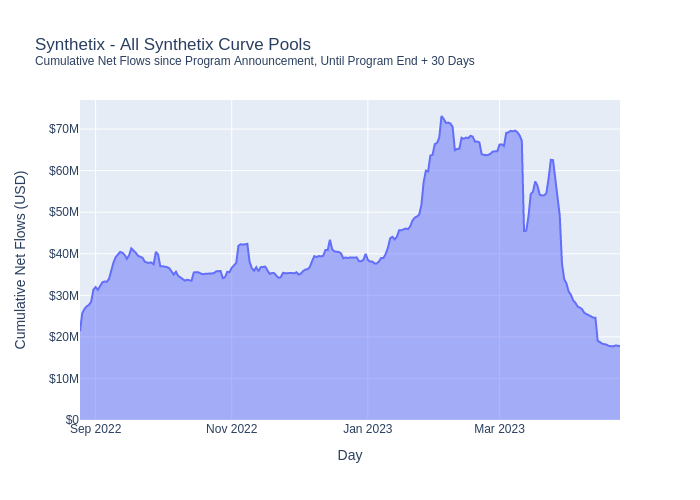 Synthetix - All Synthetix Curve Pools
Cumulative Net Flows since Program Announcement, Until Program End + 30 Days
Cumulative Net Flows (USD)
$70M
$60M
$50M
$40M
$30M
$20M
$10M
$0
Sep 2022
Nov 2022
Jan 2023
Mar 2023
Day